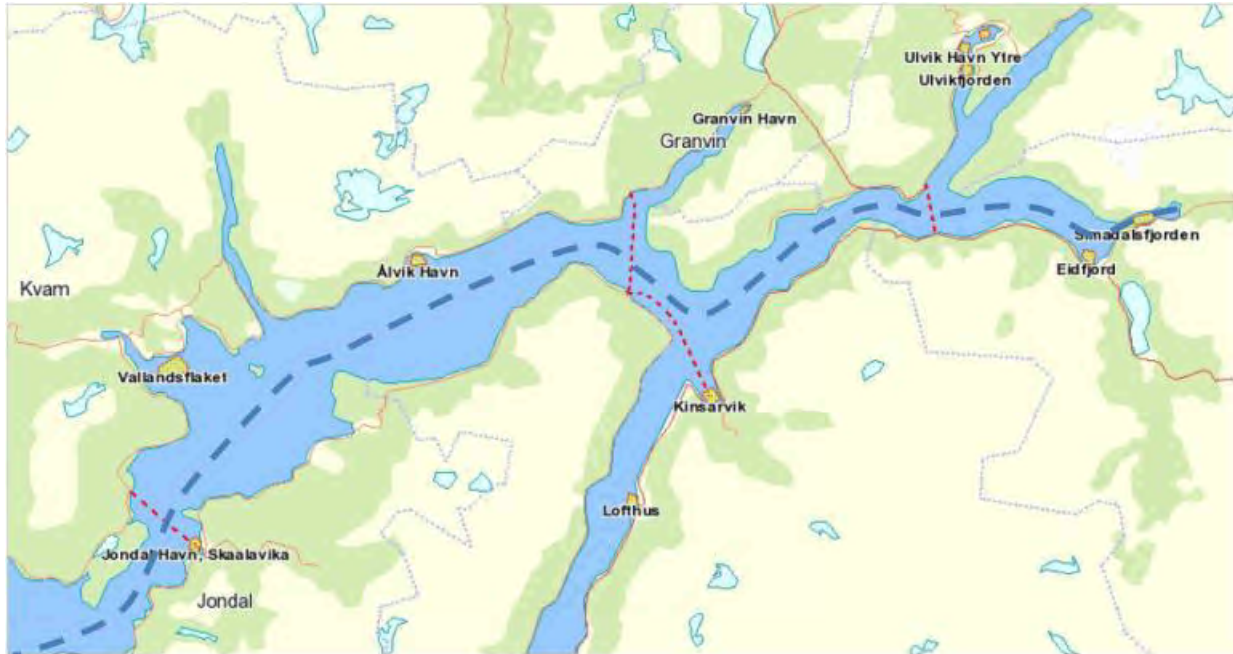 Ulvik Havn Ytre
Ulvikfjorden
Granvin Havn
Granvin
Simadalsfjorden
Eidfjord
Ålvik Havn
Kvam
Vallandsflaket
Kinsarvik
Lofthus
Jondal Havn, Skaalavika
Jondal